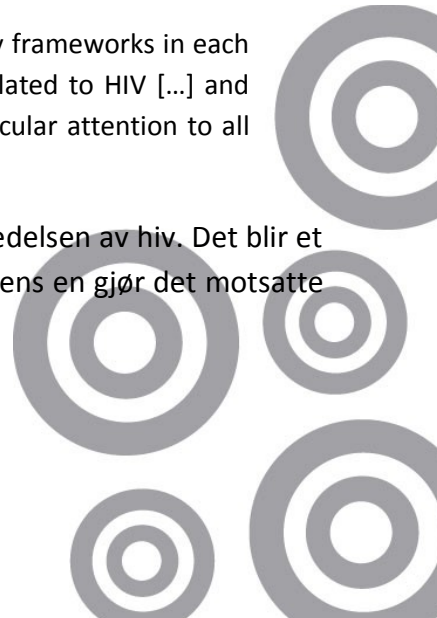 frameworks in each
lated to HIV […] and
cular attention to all
edelsen av hiv. Det blir et
ens en gjør det motsatte